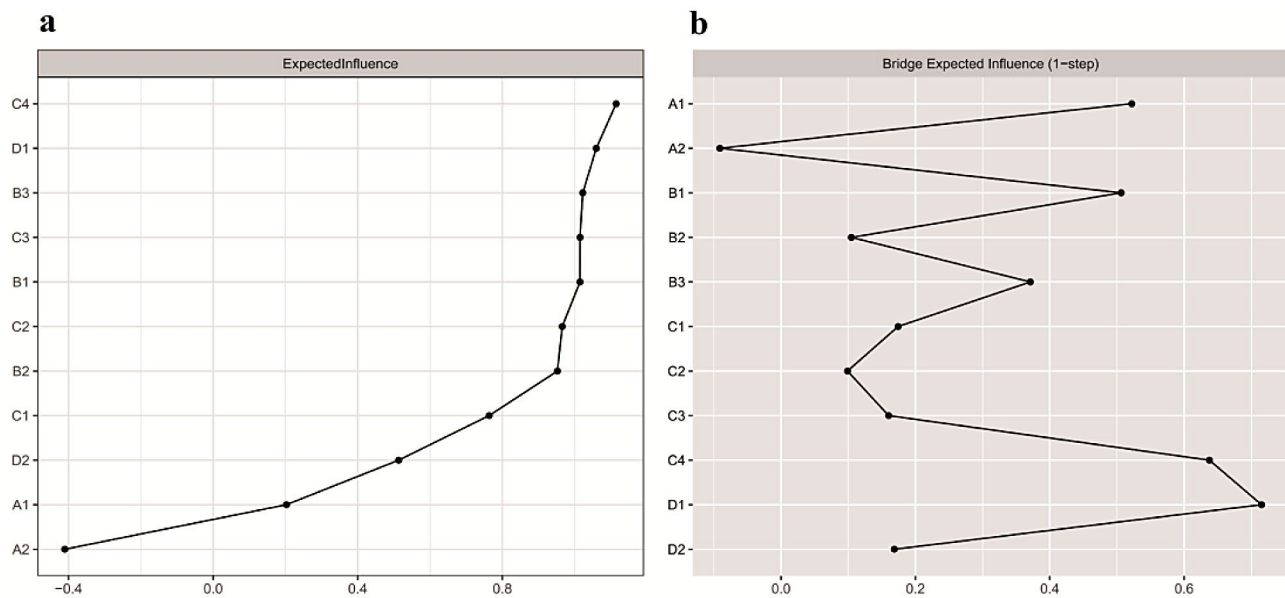 a
ExpectedInfluence
C4
D1
B3
C3
B1
C2
B2
C1
D2
A1
A2
−0.4 0.0 0.4 0.8
b
Bridge Expected Influence (1−step)
A1
A2
B1
B2
B3
C1
C2
C3
C4
D1
D2
0.0 0.2 0.4 0.6